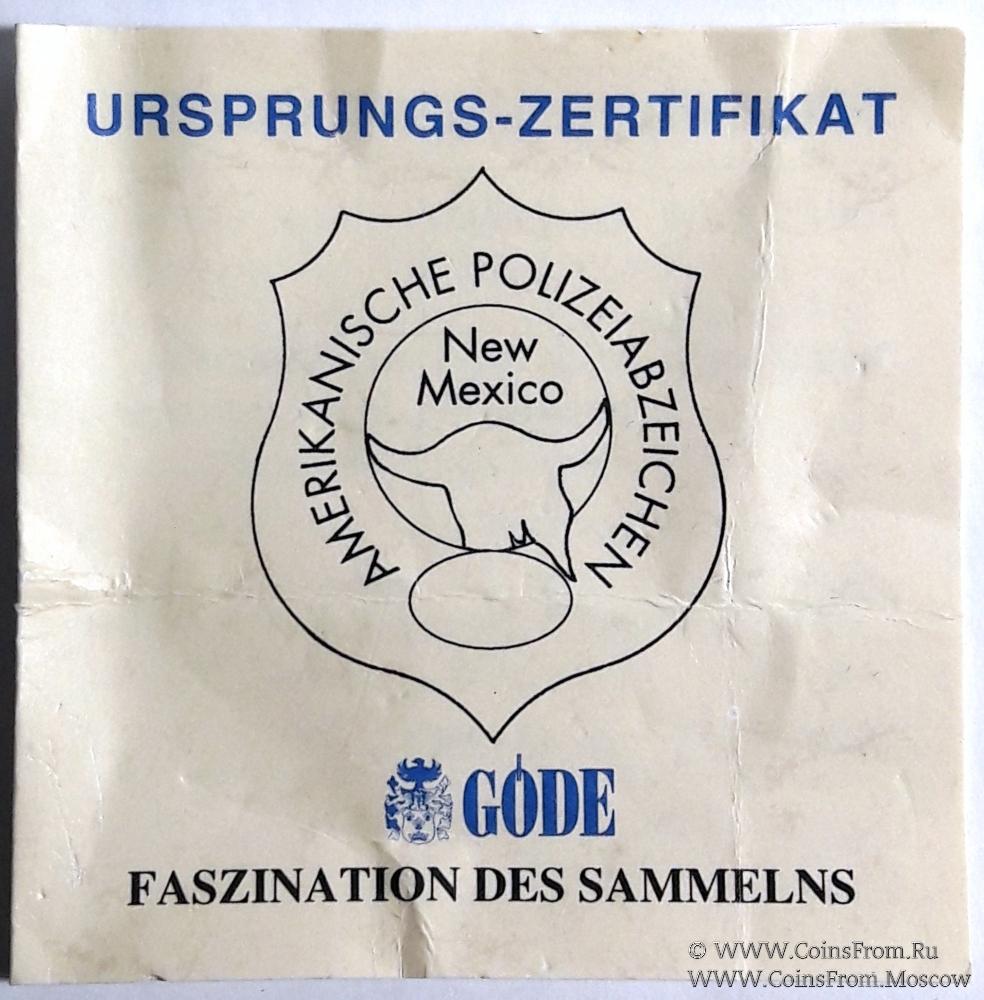 URSPRUNGS-ZERTIFIKAT
AMERIKANISCHE POLIZEIABZEICHEN
New
Mexico
GÖDE
FASZINATION DES SAMMELNS
© WWW.CoinsFrom.Ru
WWW.CoinsFrom.Moscow